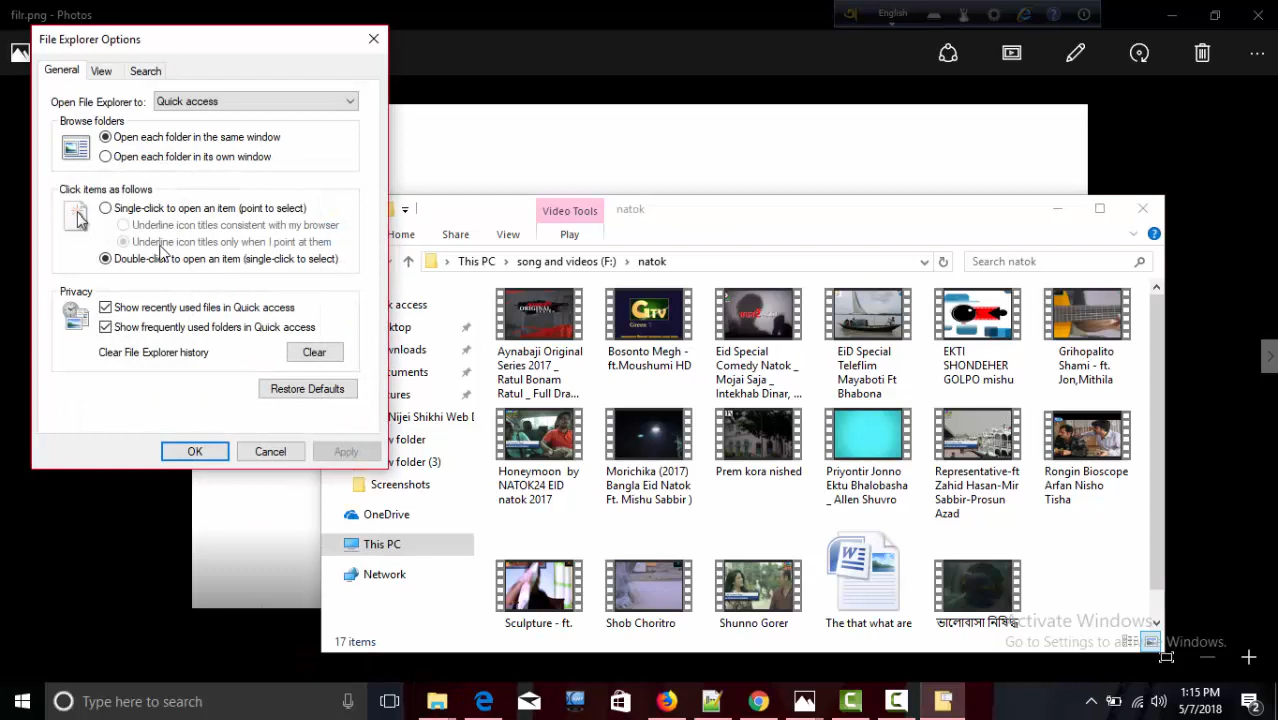 filr.png - Photos
English
File Explorer Options
General
View
Search
Open File Explorer to:
Quick access
Browse folders
Open each folder in the same window
Open each folder in its own window
Click items as follows
Single-click to open an item (point to select)
Underline icon titles consistent with my browser
Underline icon titles only when I point at them
Double-click to open an item (single-click to select)
Privacy
Show recently used files in Quick access
Show frequently used folders in Quick access
Clear File Explorer history
Clear
Restore Defaults
OK
Cancel
Apply
Video Tools
natok
Home
Share
View
Play
This PC
song and videos (F:)
natok
Search natok
access
Nijei Shikhi Web D
folder
folder (3)
Screenshots
OneDrive
This PC
Network
Aynabaji Original
Series 2017 _
Ratul Bonam
Ratul _ Full Dra...
Bosonto Megh -
ft.Moushumi HD
Eid Special
Comedy Natok _
Mojai Saja _
Intekhab Dinar, ...
EiD Special
Teleflim
Mayaboti Ft
Bhabona
EKTI
SHONDEHER
GOLPO mishu
Grihopalito
Shami - ft.
Jon,Mithila
Honeymoon by
NATOK24 EID
natok 2017
Morichika (2017)
Bangla Eid Natok
Ft. Mishu Sabbir )
Prem kora nished
Priyontir Jonno
Ektu Bhalobasha
_ Allen Shuvro
Representative-ft
Zahid Hasan-Mir
Sabbir-Prosun
Azad
Rongin Bioscope
Arfan Nisho
Tisha
Sculpture - ft.
Shob Choritro
Shunno Gorer
The that what are
ভালোবাসা নিষিদ্ধ
17 items
Activate Windows
Go to Settings to activate Windows.
Type here to search
1:15 PM
5/7/2018
2